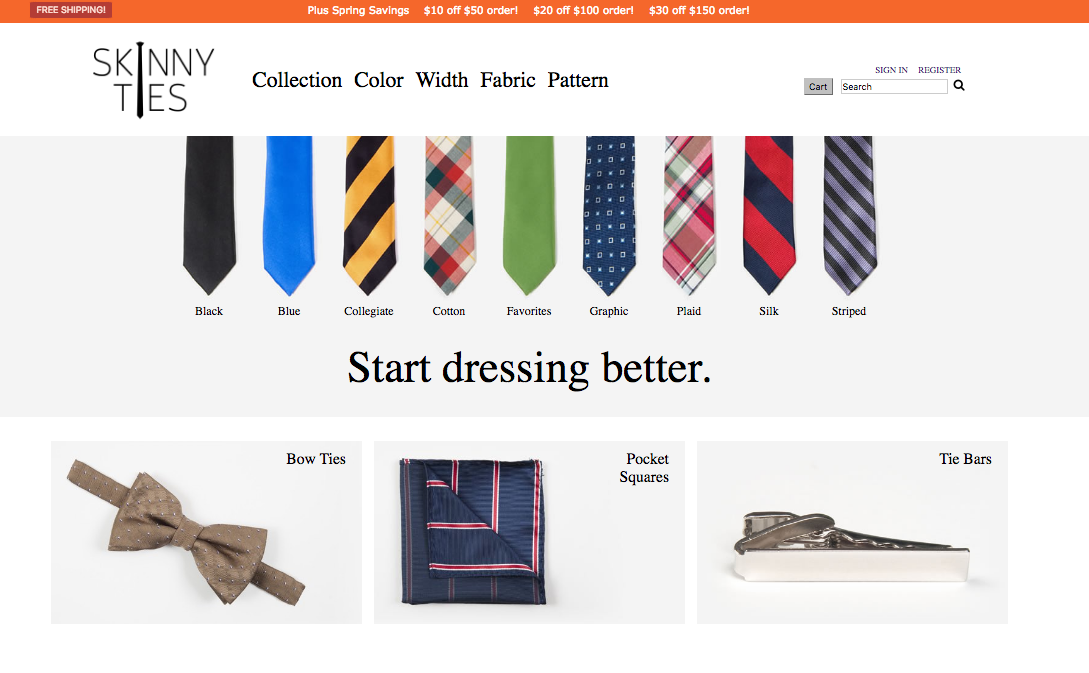 FREE SHIPPING!
Plus Spring Savings $10 off $50 order! $20 off $100 order! $30 off $150 order!
SKINNY
TIES
Collection Color Width Fabric Pattern
SIGN IN REGISTER
Cart Search
Black Blue Collegiate Cotton Favorites Graphic Plaid Silk Striped
Start dressing better.
Bow Ties
Pocket
Squares
Tie Bars